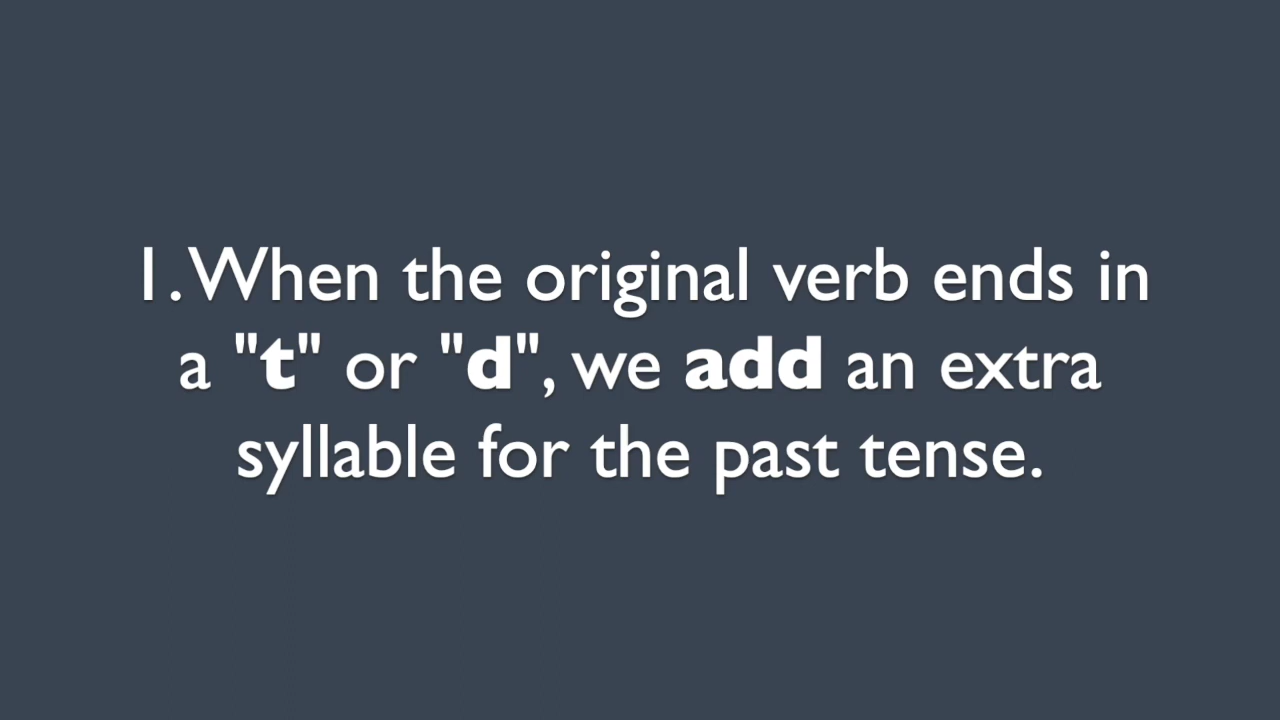 1. When the original verb ends in
a "t" or "d", we add an extra
syllable for the past tense.